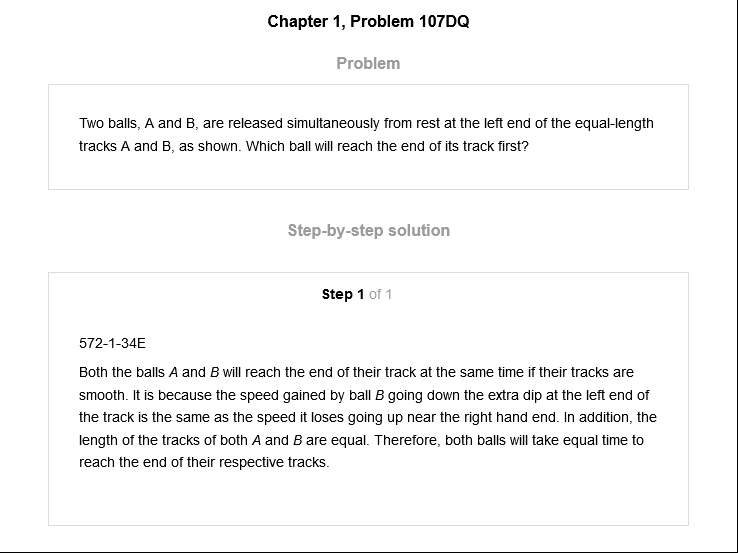 Chapter 1, Problem 107DQ
Problem
Two balls, A and B, are released simultaneously from rest at the left end of the equal-length
tracks A and B, as shown. Which ball will reach the end of its track first?
Step-by-step solution
Step 1 of 1
572-1-34E
Both the balls A and B will reach the end of their track at the same time if their tracks are
smooth. It is because the speed gained by ball B going down the extra dip at the left end of
the track is the same as the speed it loses going up near the right hand end. In addition, the
length of the tracks of both A and B are equal. Therefore, both balls will take equal time to
reach the end of their respective tracks.